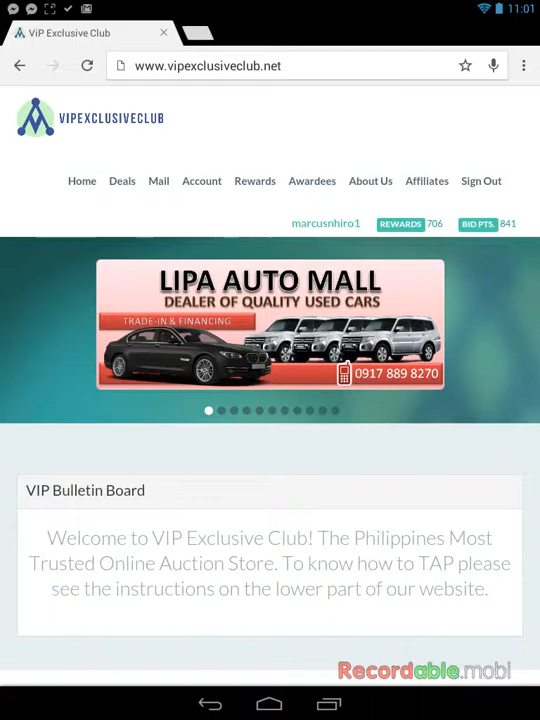 11:01
ViP Exclusive Club
www.vipexclusiveclub.net
VIPEXCLUSIVECLUB
Home Deals Mail Account Rewards Awardees About Us Affiliates Sign Out
marcusnhiro1 REWARDS 706 BID PTS. 841
LIPA AUTO MALL
DEALER OF QUALITY USED CARS
TRADE-IN & FINANCING
0917 889 8270
VIP Bulletin Board
Welcome to VIP Exclusive Club! The Philippines Most
Trusted Online Auction Store. To know how to TAP please
see the instructions on the lower part of our website.
Recordable.mobi